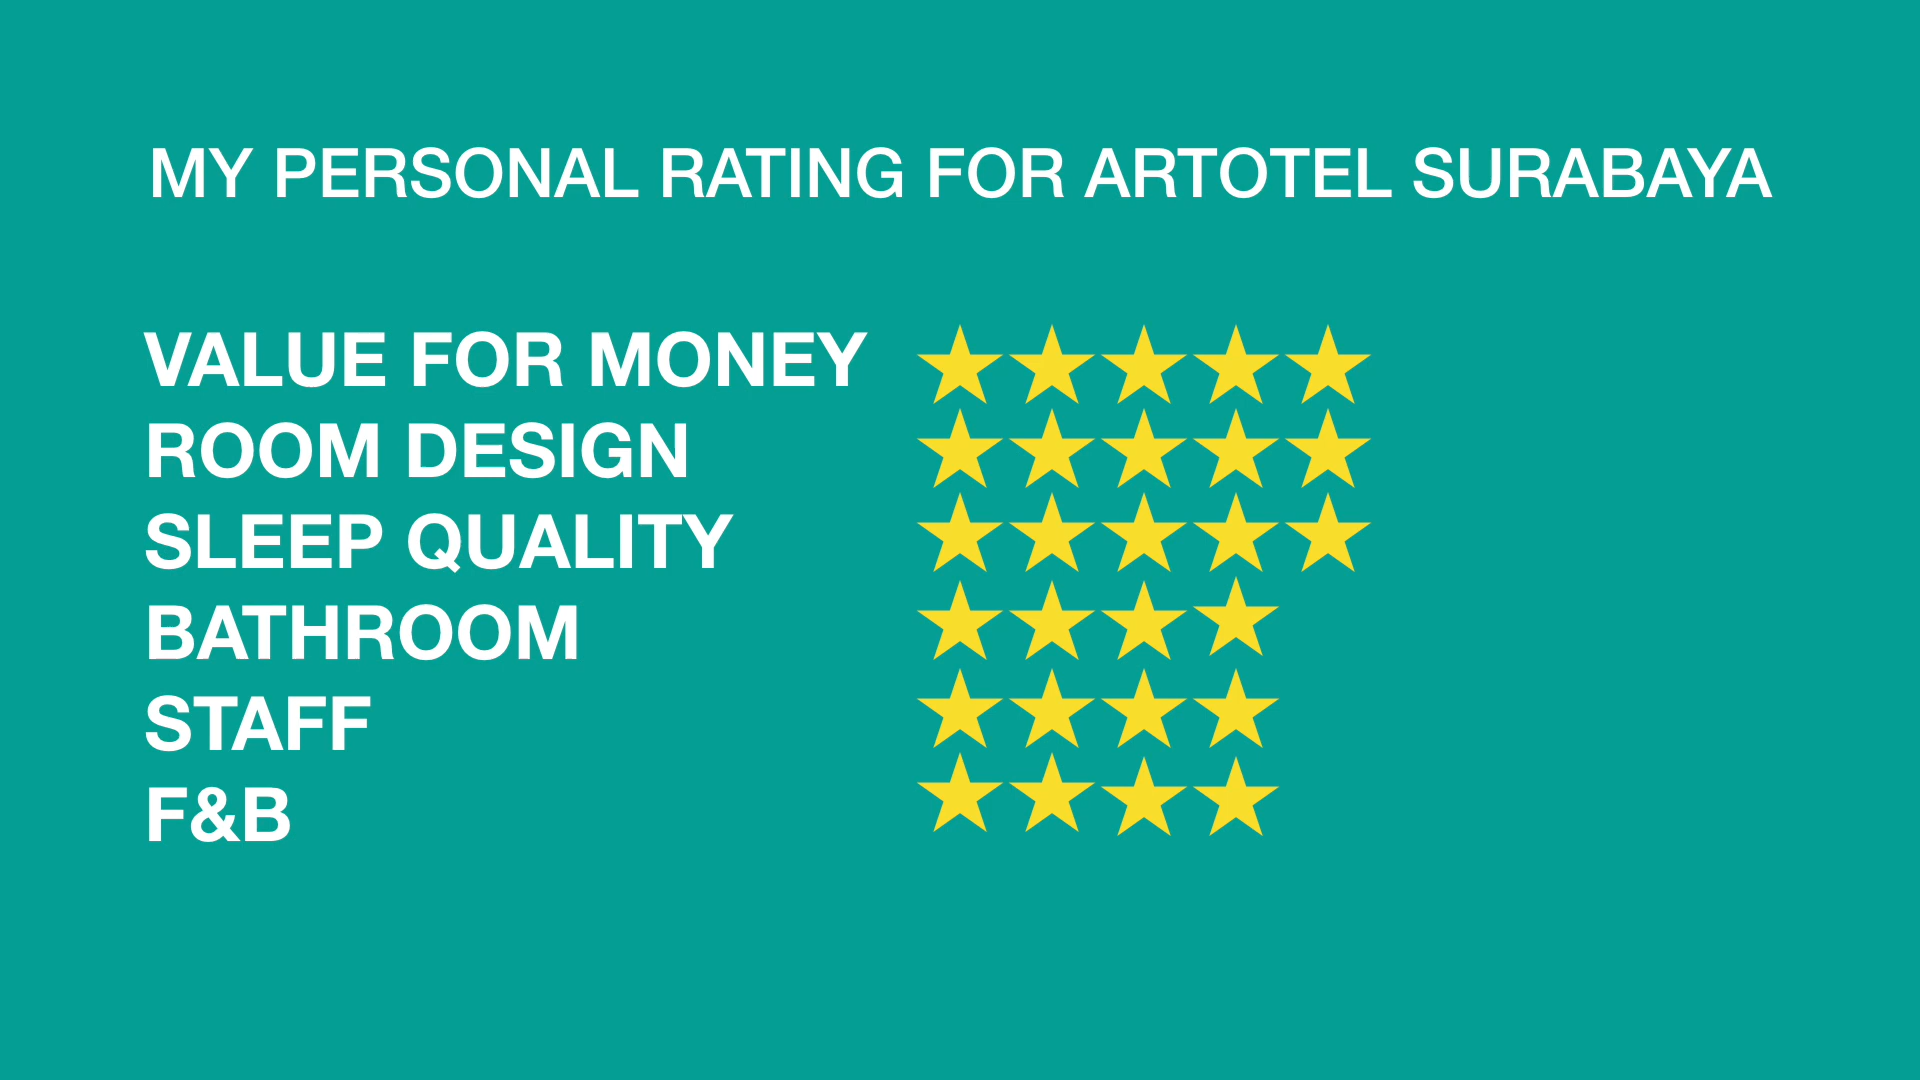 MY PERSONAL RATING FOR ARTOTEL SURABAYA
VALUE FOR MONEY
ROOM DESIGN
SLEEP QUALITY
BATHROOM
STAFF
F&B